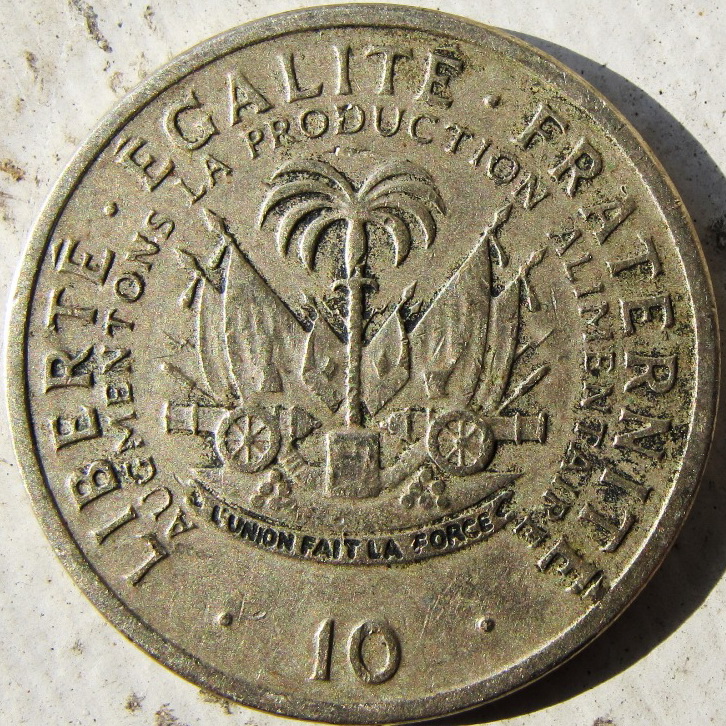 LIBERTÉ · ÉGALITÉ · FRATERNITÉ
AUGMENTONS LA PRODUCTION ALIMENTAIRE
L'UNION FAIT LA FORCE
· 10 ·